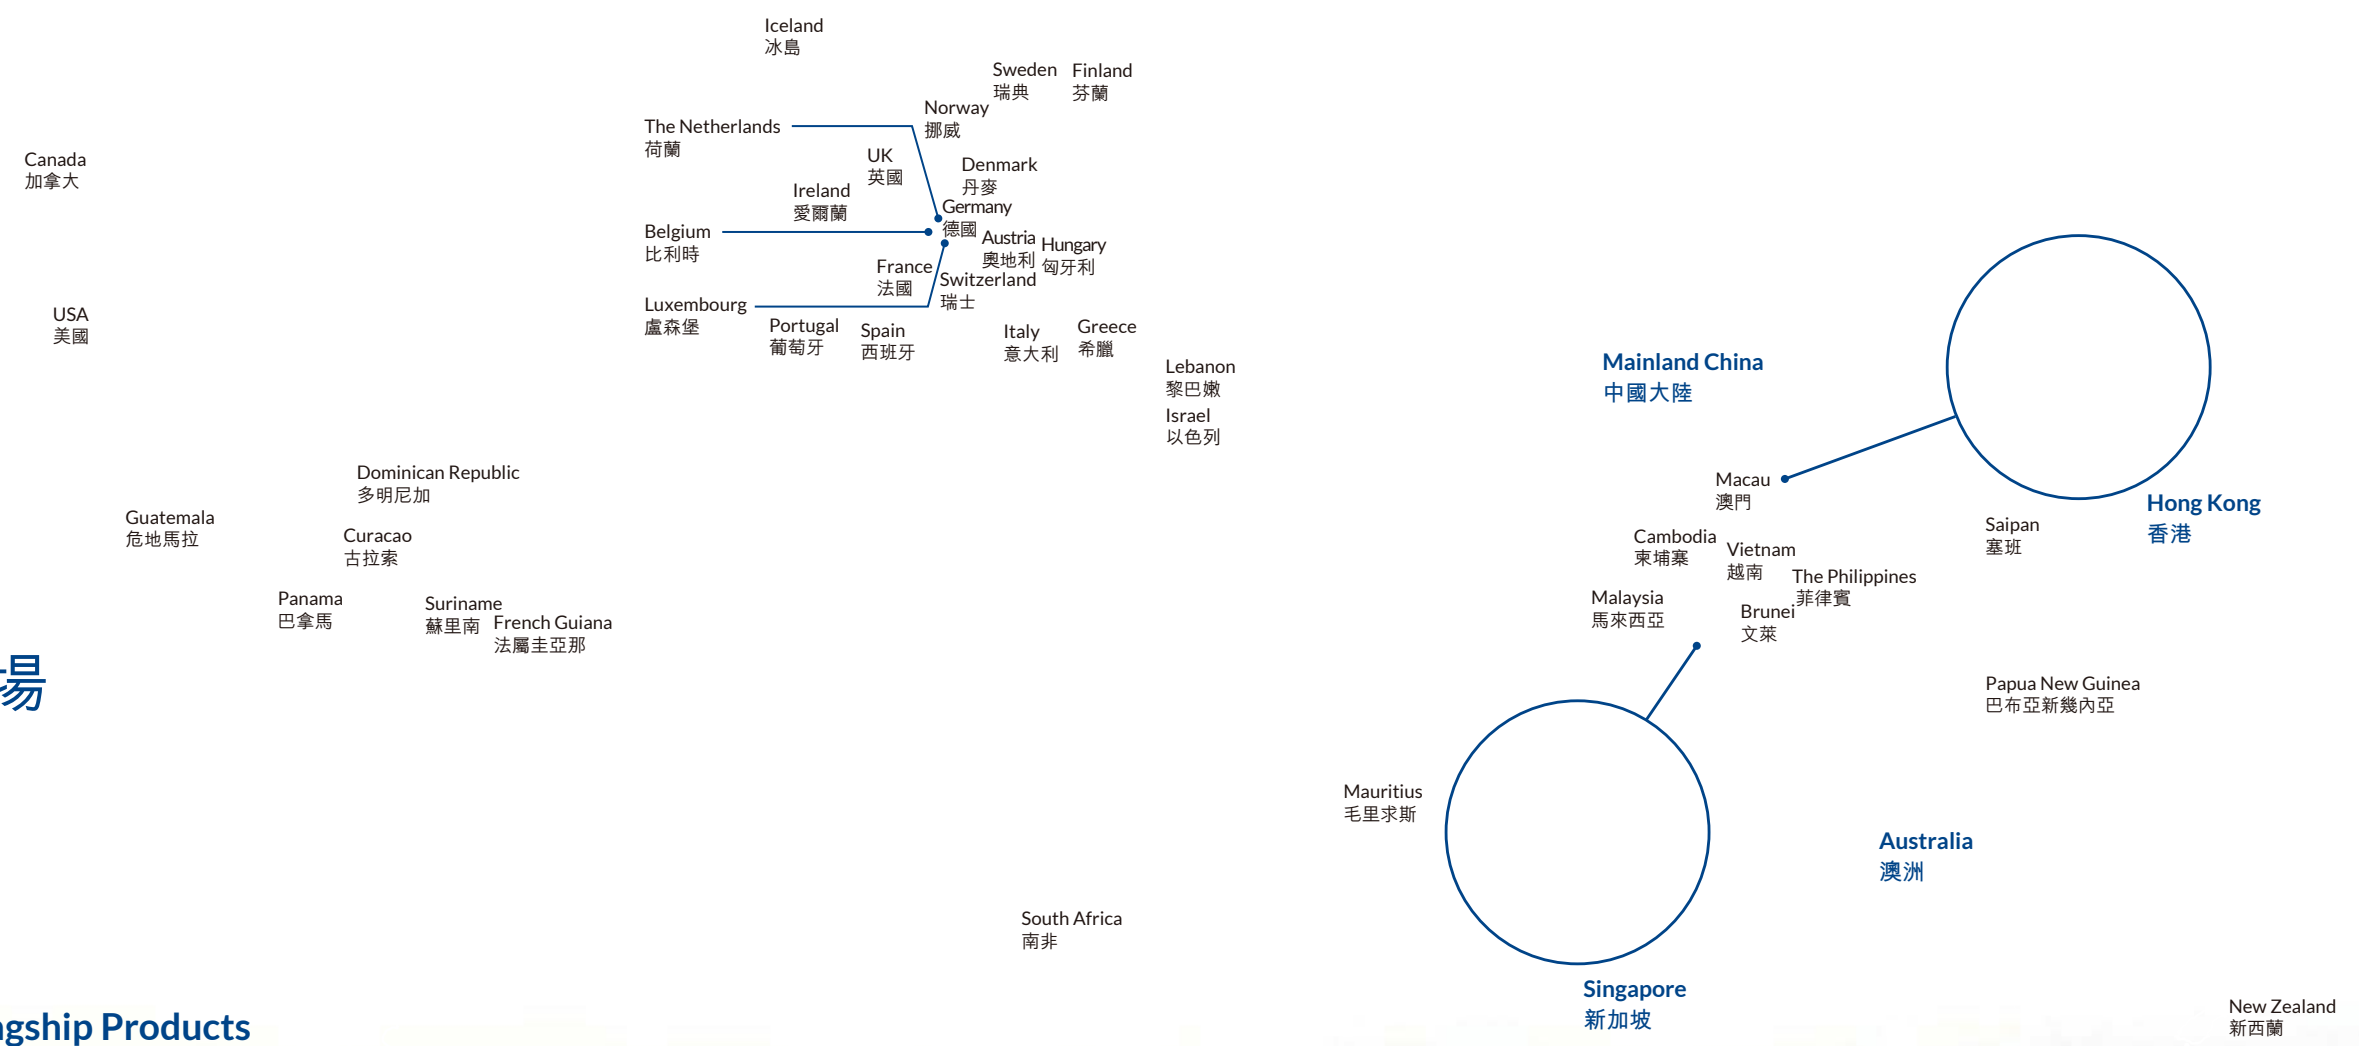 Iceland
冰島
Sweden
瑞典
Finland
芬蘭
Norway
挪威
The Netherlands
荷蘭
UK
英國
Denmark
丹麥
Canada
加拿大
Ireland
愛爾蘭
Germany
德國
Belgium
比利時
Austria
奧地利
Hungary
匈牙利
France
法國
Switzerland
瑞士
Luxembourg
盧森堡
USA
美國
Portugal
葡萄牙
Spain
西班牙
Italy
意大利
Greece
希臘
Lebanon
黎巴嫩
Israel
以色列
Mainland China
中國大陸
Macau
澳門
Hong Kong
香港
Dominican Republic
多明尼加
Guatemala
危地馬拉
Curacao
古拉索
Panama
巴拿馬
Suriname
蘇里南
French Guiana
法屬圭亞那
Saipan
塞班
Cambodia
柬埔寨
Vietnam
越南
The Philippines
菲律賓
Malaysia
馬來西亞
Brunei
文萊
場
Papua New Guinea
巴布亞新幾內亞
Mauritius
毛里求斯
Australia
澳洲
South Africa
南非
Singapore
新加坡
New Zealand
新西蘭
gship Products